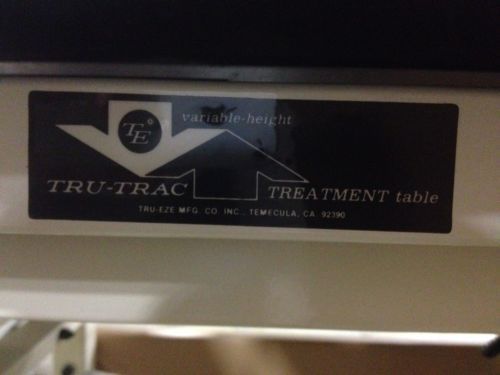 TE
variable-height
TRU-TRAC TREATMENT table
TRU-EZE MFG. CO. INC., TEMECULA, CA. 92390